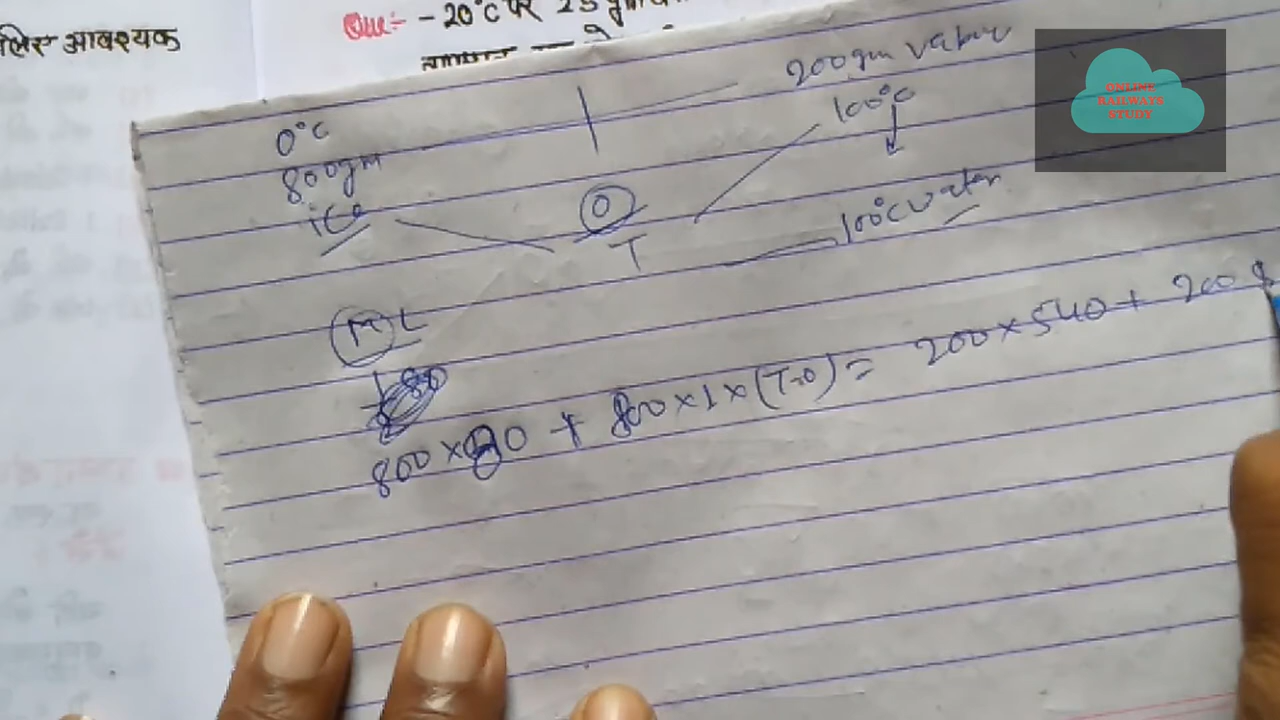 लिए आवश्यक
Que:- -20°C पर 25
200gm vapour
0°C
100°C
800gm
ice
0
T
100°C water
ML
800×80 + 800×1×(T-0) = 200×540 + 200
ONLINE
RAILWAYS
STUDY